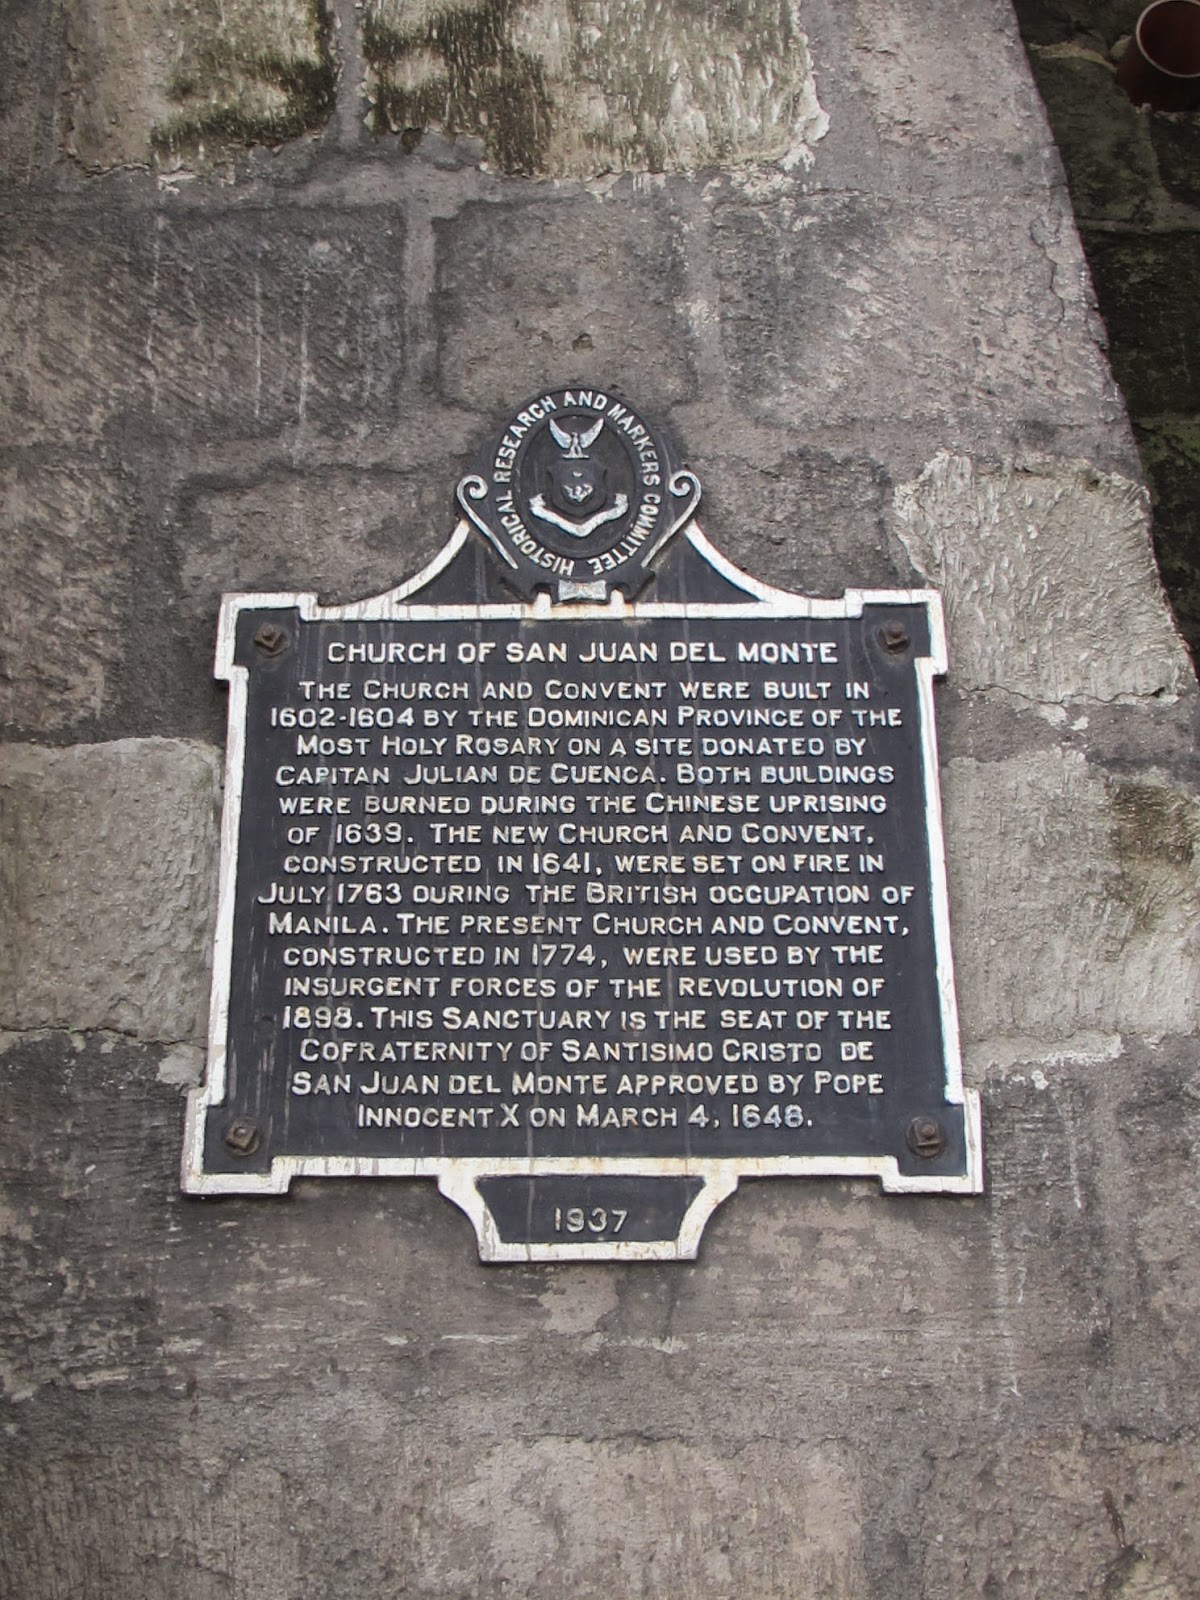 HISTORICAL RESEARCH AND MARKERS COMMITTEE
CHURCH OF SAN JUAN DEL MONTE
THE CHURCH AND CONVENT WERE BUILT IN
1602-1604 BY THE DOMINICAN PROVINCE OF THE
MOST HOLY ROSARY ON A SITE DONATED BY
CAPITAN JULIAN DE CUENCA. BOTH BUILDINGS
WERE BURNED DURING THE CHINESE UPRISING
OF 1639. THE NEW CHURCH AND CONVENT,
CONSTRUCTED IN 1641, WERE SET ON FIRE IN
JULY 1763 DURING THE BRITISH OCCUPATION OF
MANILA. THE PRESENT CHURCH AND CONVENT,
CONSTRUCTED IN 1774, WERE USED BY THE
INSURGENT FORCES OF THE REVOLUTION OF
1898. THIS SANCTUARY IS THE SEAT OF THE
COFRATERNITY OF SANTISIMO CRISTO DE
SAN JUAN DEL MONTE APPROVED BY POPE
INNOCENT X ON MARCH 4, 1648.
1937